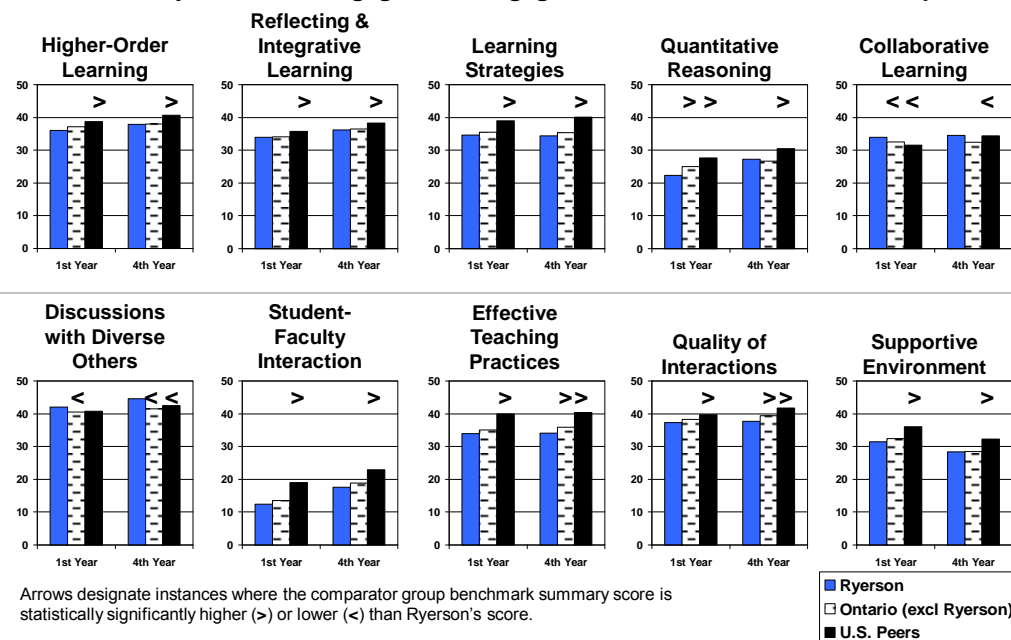 Higher-Order
Learning
> >
50
40
30
20
10
0
1st Year 4th Year
Reflecting &
Integrative
Learning
> >
50
40
30
20
10
0
1st Year 4th Year
Learning
Strategies
> >
50
40
30
20
10
0
1st Year 4th Year
Quantitative
Reasoning
> > >
50
40
30
20
10
0
1st Year 4th Year
Collaborative
Learning
< < <
50
40
30
20
10
0
1st Year 4th Year
Discussions
with Diverse
Others
< < <
50
40
30
20
10
0
1st Year 4th Year
Student-
Faculty
Interaction
> >
50
40
30
20
10
0
1st Year 4th Year
Effective
Teaching
Practices
> >>
50
40
30
20
10
0
1st Year 4th Year
Quality of
Interactions
> >>
50
40
30
20
10
0
1st Year 4th Year
Supportive
Environment
> >
50
40
30
20
10
0
1st Year 4th Year
Arrows designate instances where the comparator group benchmark summary score is
statistically significantly higher (>) or lower (<) than Ryerson's score.
Ryerson
Ontario (excl Ryerson)
U.S. Peers